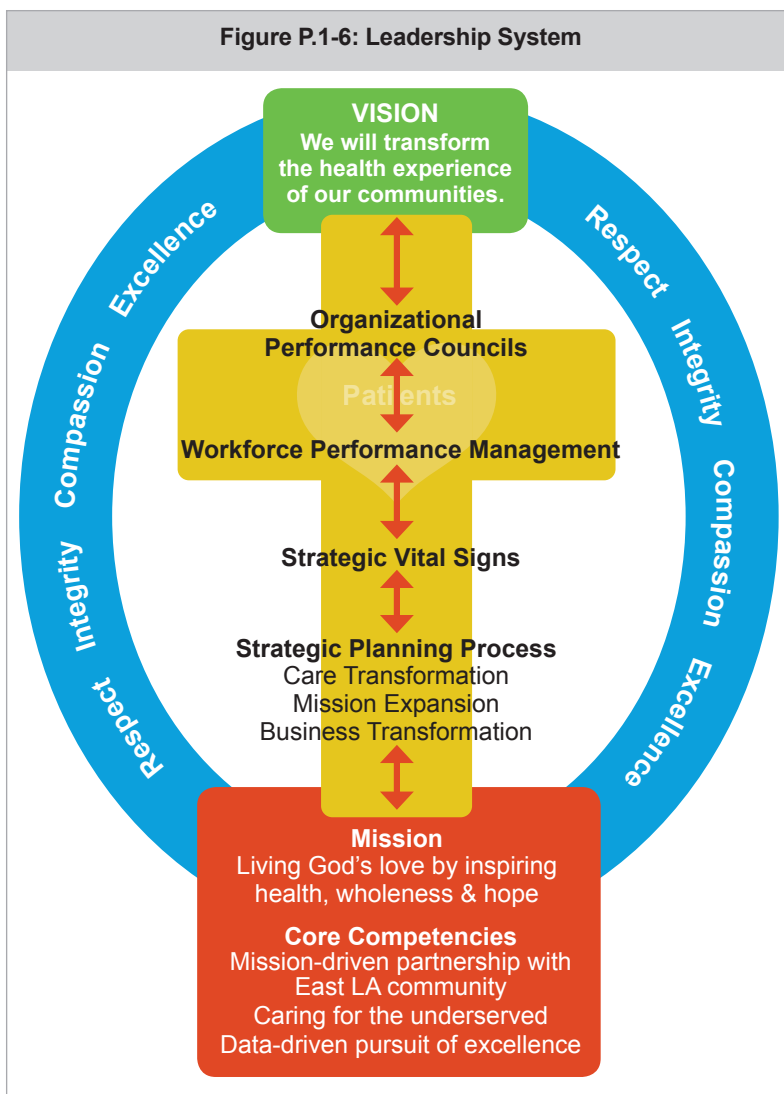 Figure P.1-6: Leadership System
VISION
We will transform
the health experience
of our communities.
Respect Integrity Compassion Excellence
Respect Integrity Compassion Excellence
Organizational
Performance Councils
Patients
Workforce Performance Management
Strategic Vital Signs
Strategic Planning Process
Care Transformation
Mission Expansion
Business Transformation
Mission
Living God's love by inspiring
health, wholeness & hope
Core Competencies
Mission-driven partnership with
East LA community
Caring for the underserved
Data-driven pursuit of excellence